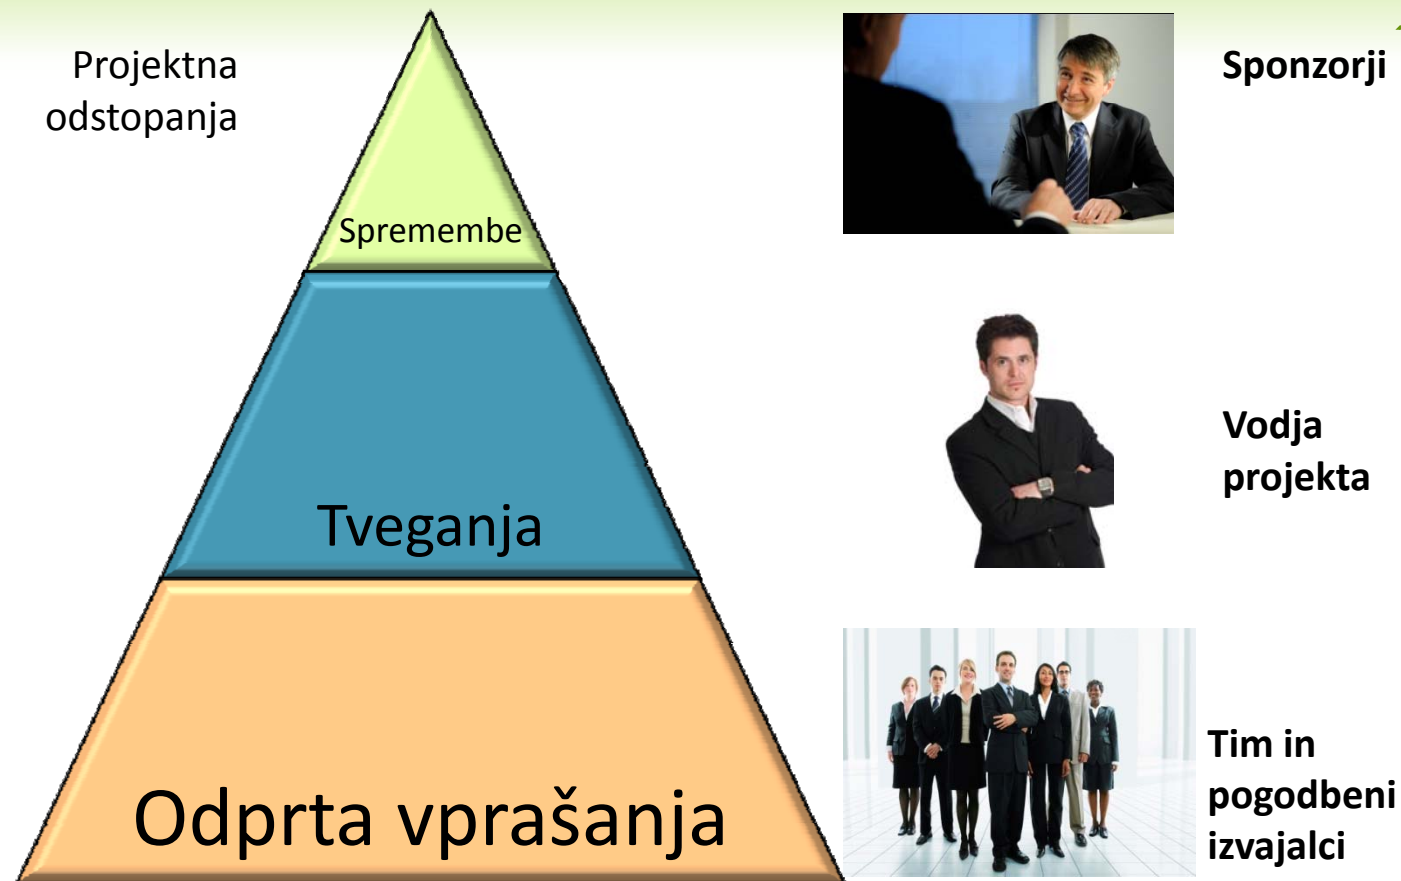 Projektna
odstopanja
Sponzorji
Spremembe
Vodja
projekta
Tveganja
Tim in
pogodbeni
izvajalci
Odprta vprašanja